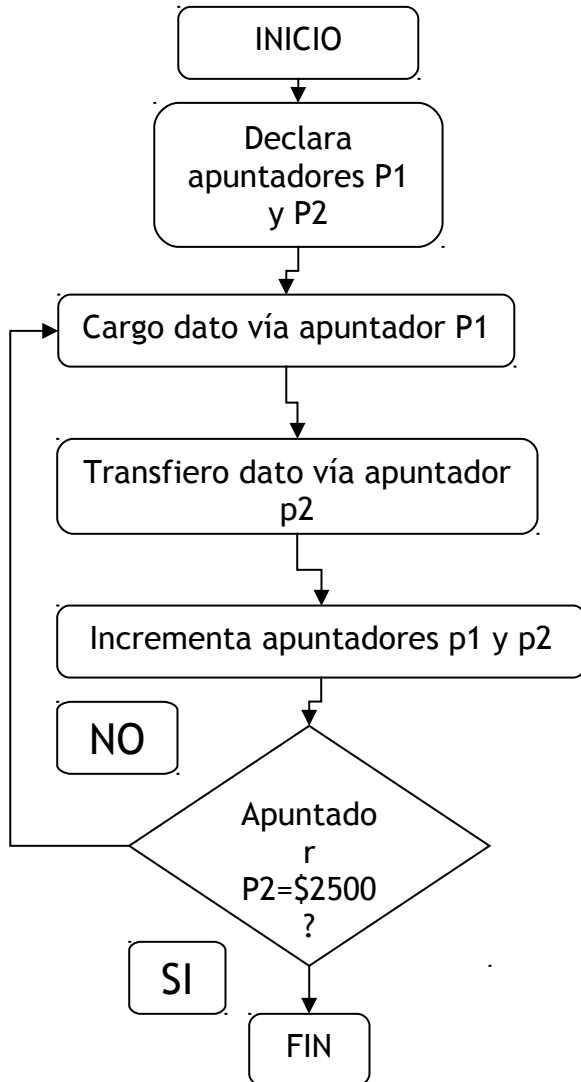 INICIO
Declara
apuntadores P1
y P2
Cargo dato vía apuntador P1
Transfiero dato vía apuntador
p2
Incrementa apuntadores p1 y p2
NO
Apuntado
r
P2=$2500
?
SI
FIN